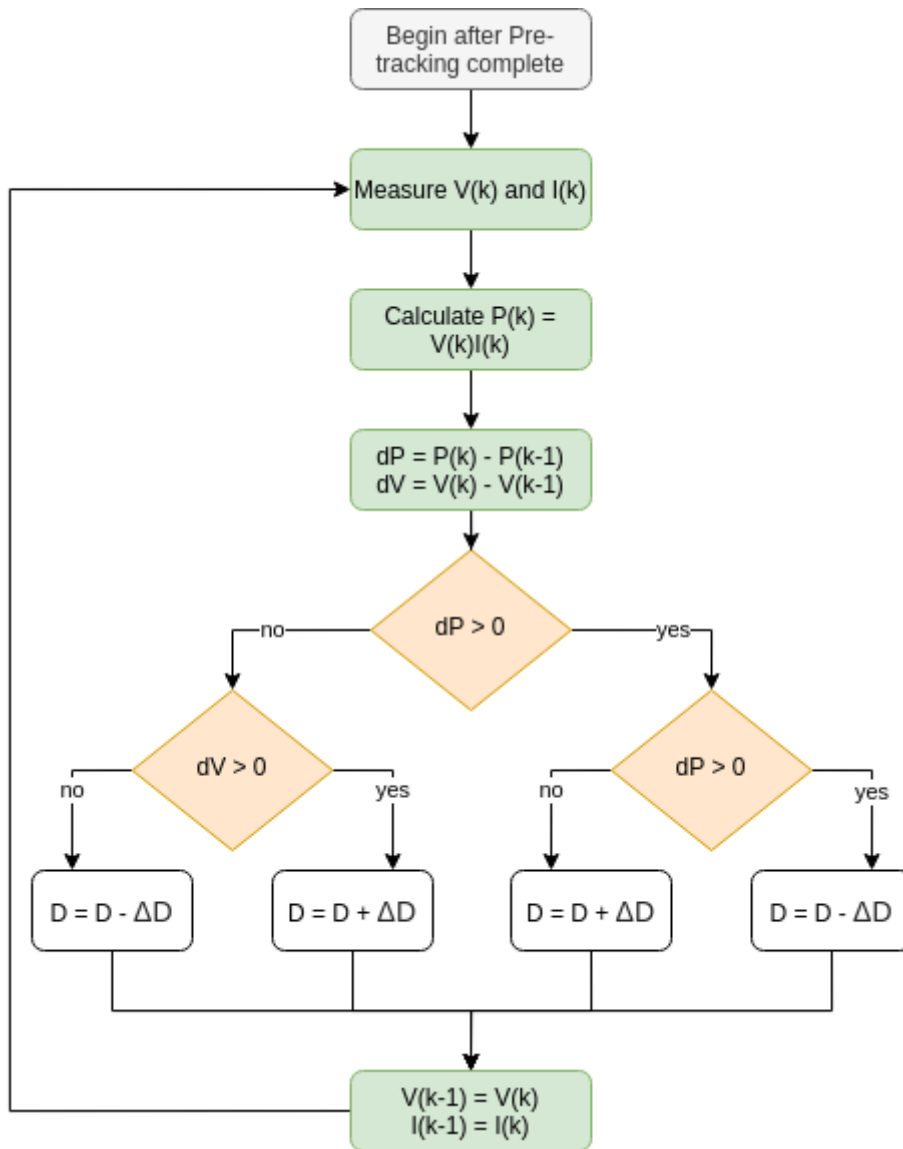 Begin after Pre-
tracking complete
Measure V(k) and I(k)
Calculate P(k) =
V(k)I(k)
dP = P(k) - P(k-1)
dV = V(k) - V(k-1)
dP > 0
no
yes
dV > 0
dP > 0
no
yes
no
yes
D = D - ΔD
D = D + ΔD
D = D + ΔD
D = D - ΔD
V(k-1) = V(k)
I(k-1) = I(k)